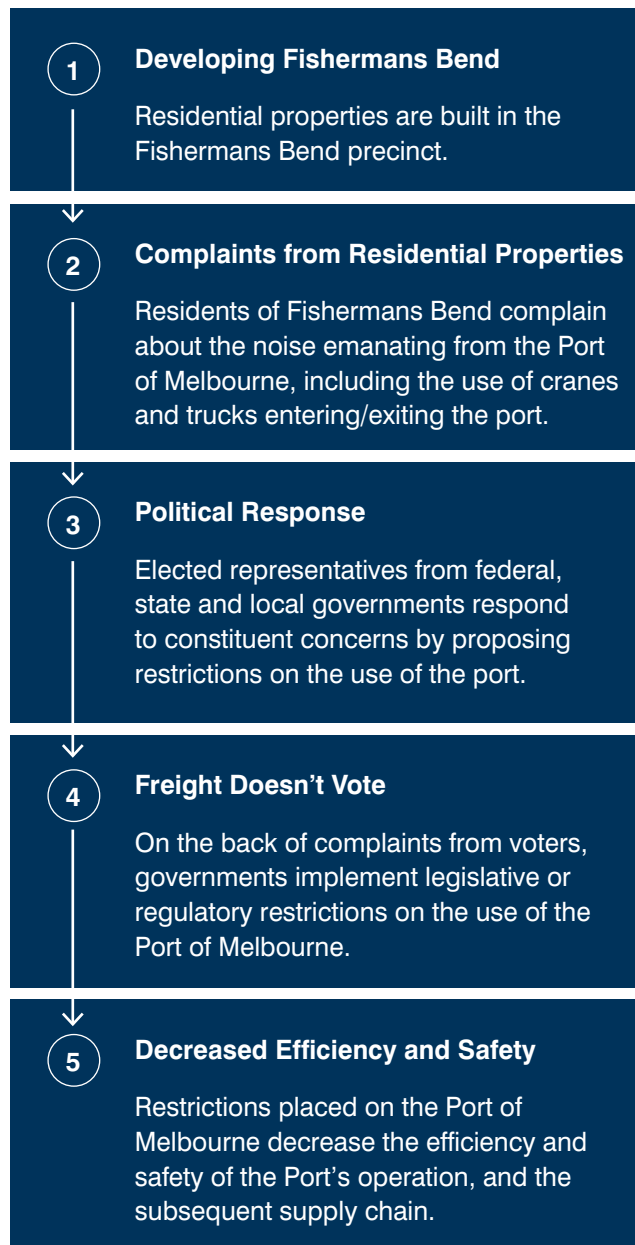 1
Developing Fishermans Bend
Residential properties are built in the
Fishermans Bend precinct.
2
Complaints from Residential Properties
Residents of Fishermans Bend complain
about the noise emanating from the Port
of Melbourne, including the use of cranes
and trucks entering/exiting the port.
3
Political Response
Elected representatives from federal,
state and local governments respond
to constituent concerns by proposing
restrictions on the use of the port.
4
Freight Doesn’t Vote
On the back of complaints from voters,
governments implement legislative or
regulatory restrictions on the use of the
Port of Melbourne.
5
Decreased Efficiency and Safety
Restrictions placed on the Port of
Melbourne decrease the efficiency and
safety of the Port’s operation, and the
subsequent supply chain.